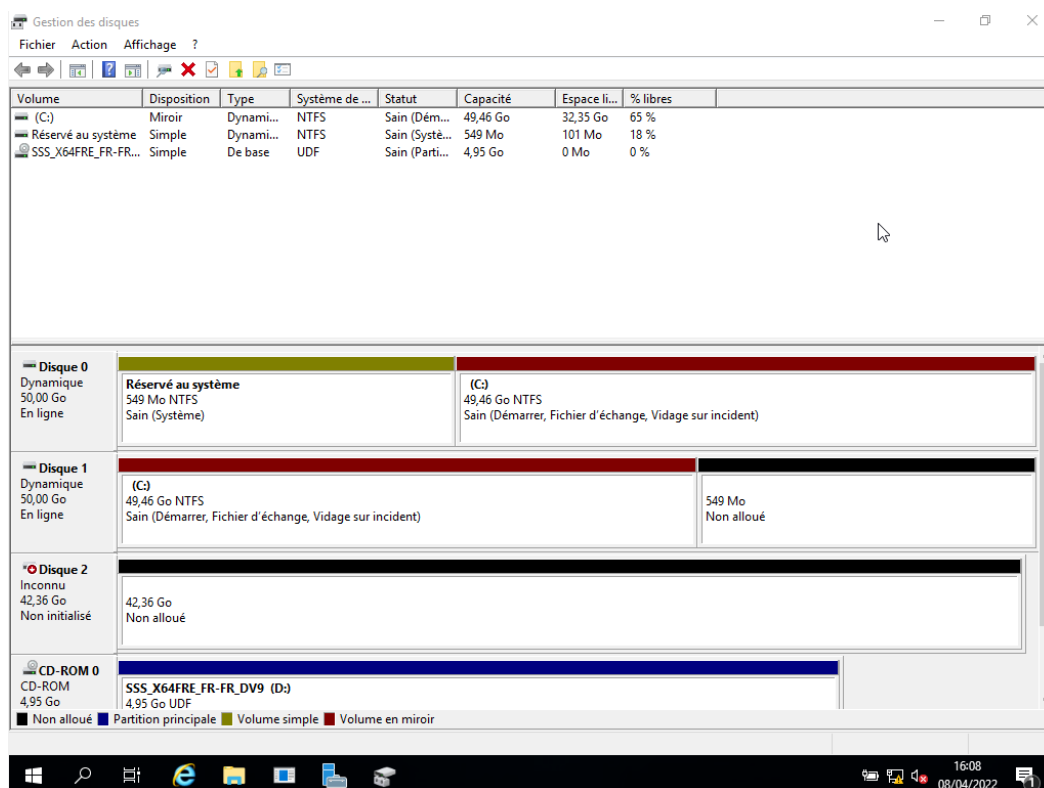 Gestion des disques
Fichier Action Affichage ?
Volume Disposition Type Système de ... Statut Capacité Espace li... % libres
(C:) Miroir Dynami... NTFS Sain (Dém... 49,46 Go 32,35 Go 65 %
Réservé au système Simple Dynami... NTFS Sain (Systè... 549 Mo 101 Mo 18 %
SSS_X64FRE_FR-FR... Simple De base UDF Sain (Parti... 4,95 Go 0 Mo 0 %
Disque 0
Dynamique
50,00 Go
En ligne
Réservé au système
549 Mo NTFS
Sain (Système)
(C:)
49,46 Go NTFS
Sain (Démarrer, Fichier d'échange, Vidage sur incident)
Disque 1
Dynamique
50,00 Go
En ligne
(C:)
49,46 Go NTFS
Sain (Démarrer, Fichier d'échange, Vidage sur incident)
549 Mo
Non alloué
Disque 2
Inconnu
42,36 Go
Non initialisé
42,36 Go
Non alloué
CD-ROM 0
CD-ROM
4,95 Go
SSS_X64FRE_FR-FR_DV9 (D:)
4,95 Go UDF
Non alloué Partition principale Volume simple Volume en miroir
16:08
08/04/2022
1